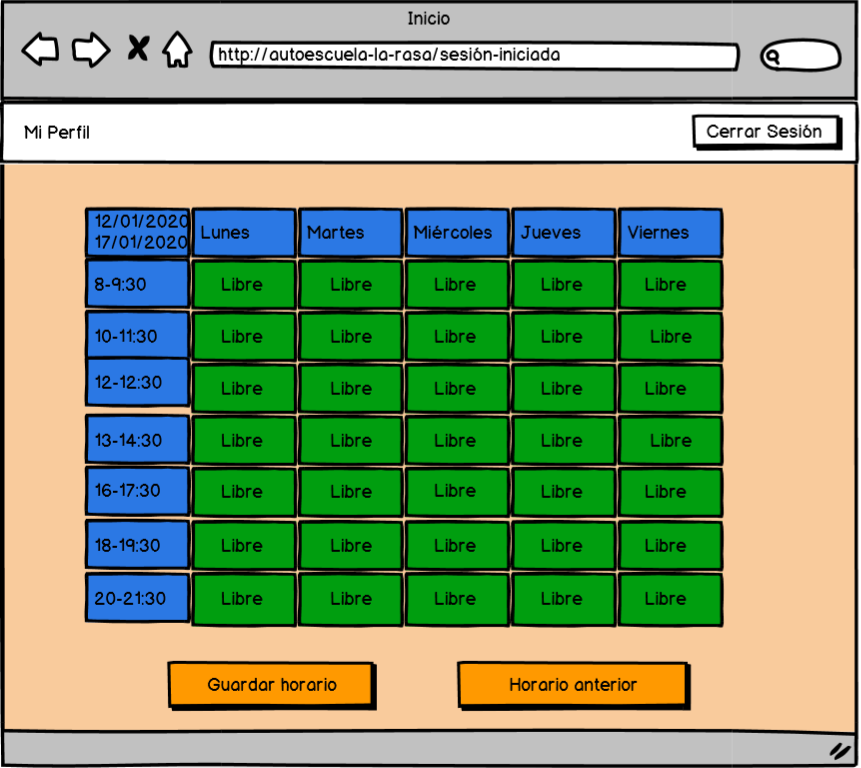 Inicio
http://autoescuela-la-rasa/sesión-iniciada
Mi Perfil
Cerrar Sesión
12/01/2020
17/01/2020
Lunes Martes Miércoles Jueves Viernes
8-9:30 Libre Libre Libre Libre Libre
10-11:30 Libre Libre Libre Libre Libre
12-12:30 Libre Libre Libre Libre Libre
13-14:30 Libre Libre Libre Libre Libre
16-17:30 Libre Libre Libre Libre Libre
18-19:30 Libre Libre Libre Libre Libre
20-21:30 Libre Libre Libre Libre Libre
Guardar horario Horario anterior